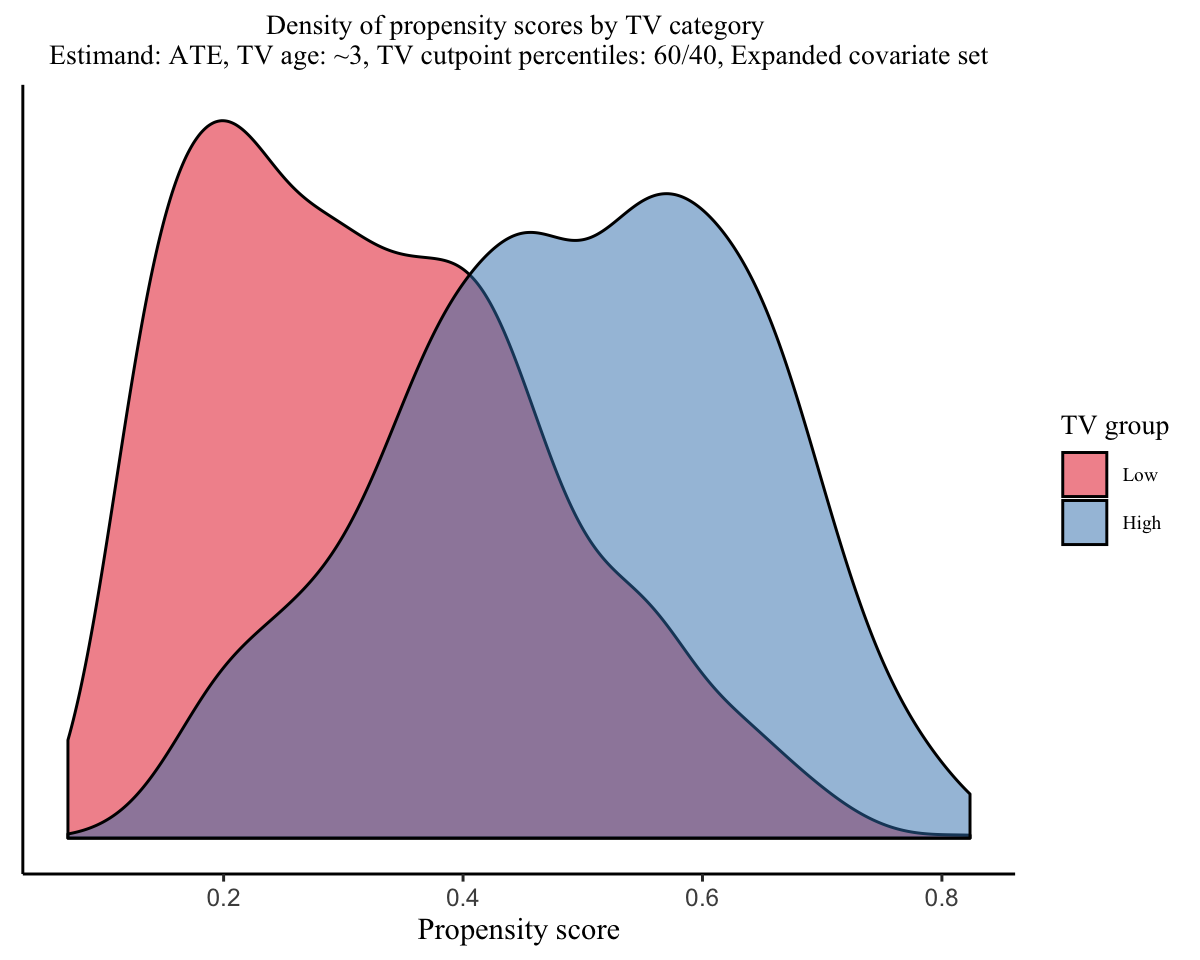 Density of propensity scores by TV category
Estimand: ATE, TV age: ~3, TV cutpoint percentiles: 60/40, Expanded covariate set
TV group
Low
High
0.2
0.4
0.6
0.8
Propensity score